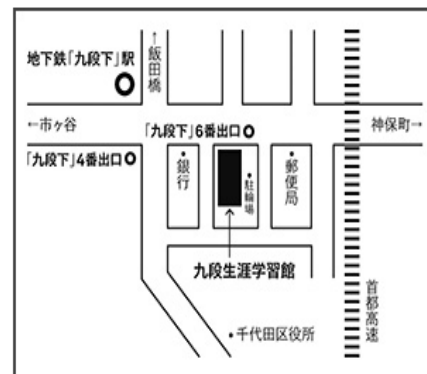 地下鉄「九段下」駅
↑飯田橋
←市ヶ谷
「九段下」6番出口
神保町→
「九段下」4番出口
・銀行
・駐輪場
・郵便局
九段生涯学習館
・千代田区役所
首都高速